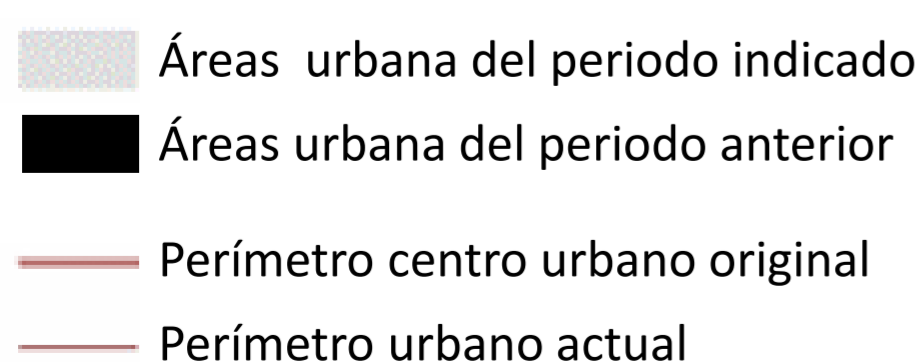 Áreas urbana del periodo indicado
Áreas urbana del periodo anterior
Perímetro centro urbano original
Perímetro urbano actual